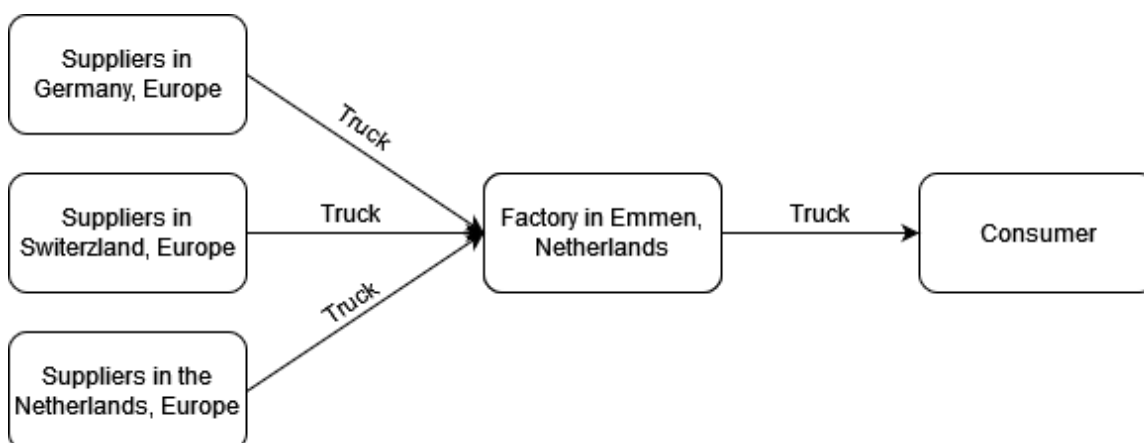 Suppliers in
Germany, Europe
Truck
Suppliers in
Switerzland, Europe
Truck
Factory in Emmen,
Netherlands
Truck
Consumer
Truck
Suppliers in the
Netherlands, Europe